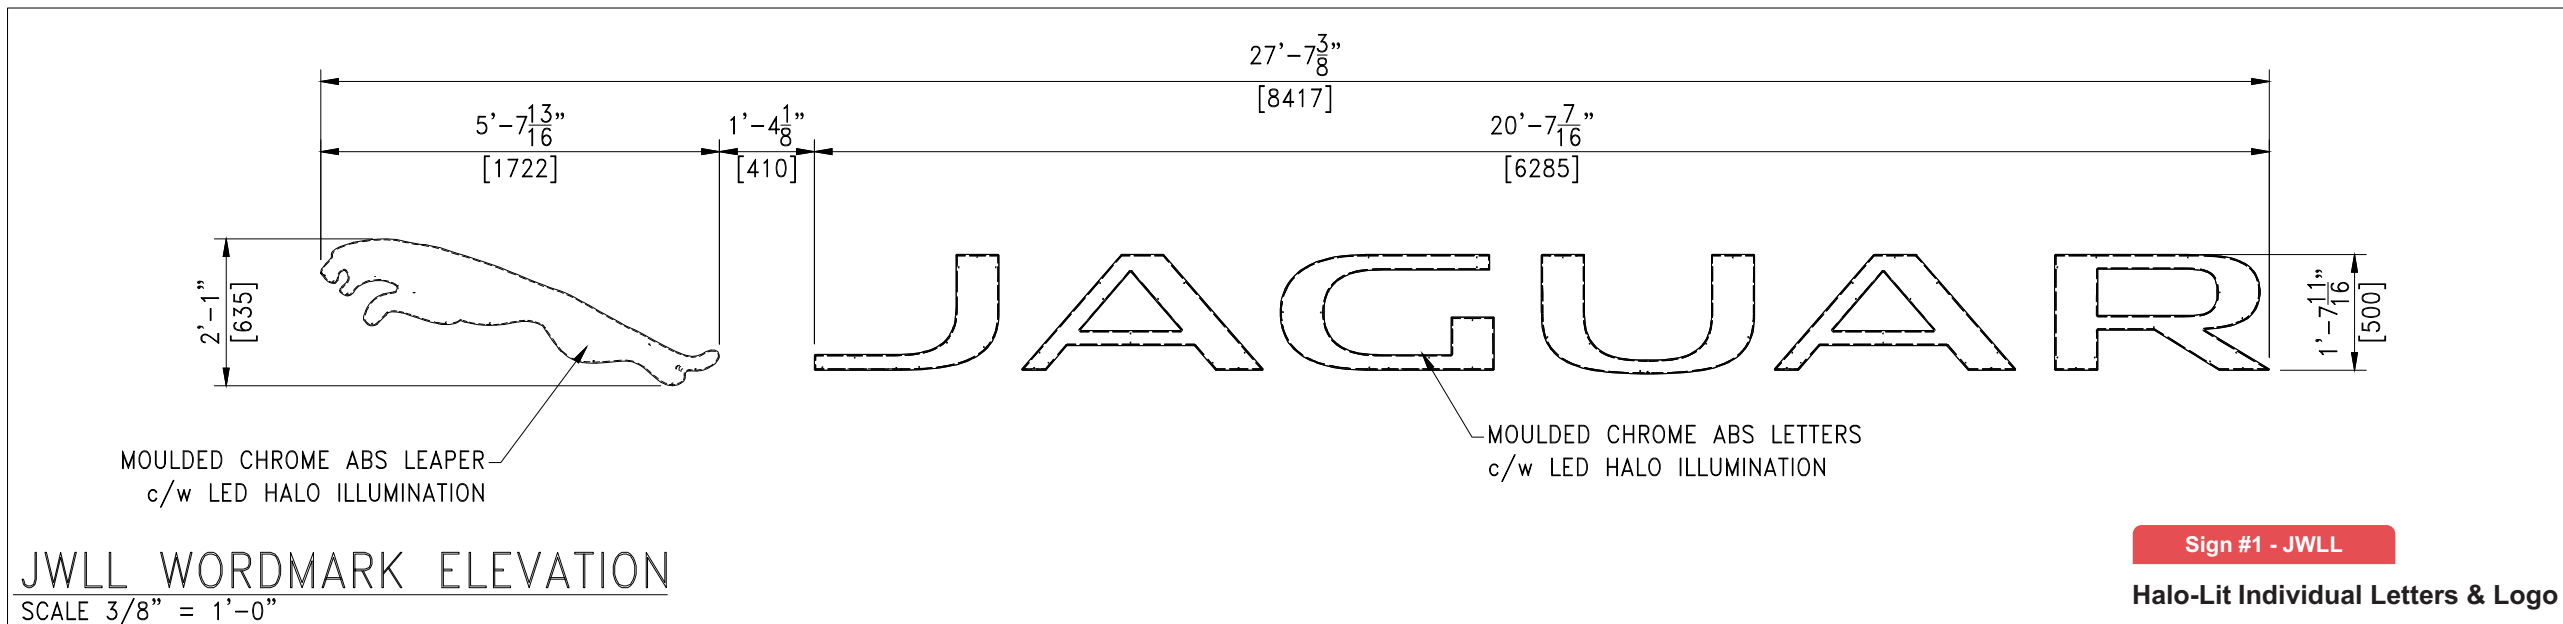 27'-7 3/8"
[8417]
5'-7 13/16"
[1722]
1'-4 1/8"
[410]
20'-7 7/16"
[6285]
2'-1"
[635]
JAGUAR
1'-7 11/16"
[500]
MOULDED CHROME ABS LEAPER
c/w LED HALO ILLUMINATION
MOULDED CHROME ABS LETTERS
c/w LED HALO ILLUMINATION
JWLL WORDMARK ELEVATION
SCALE 3/8" = 1'-0"
Sign #1 - JWLL
Halo-Lit Individual Letters & Logo